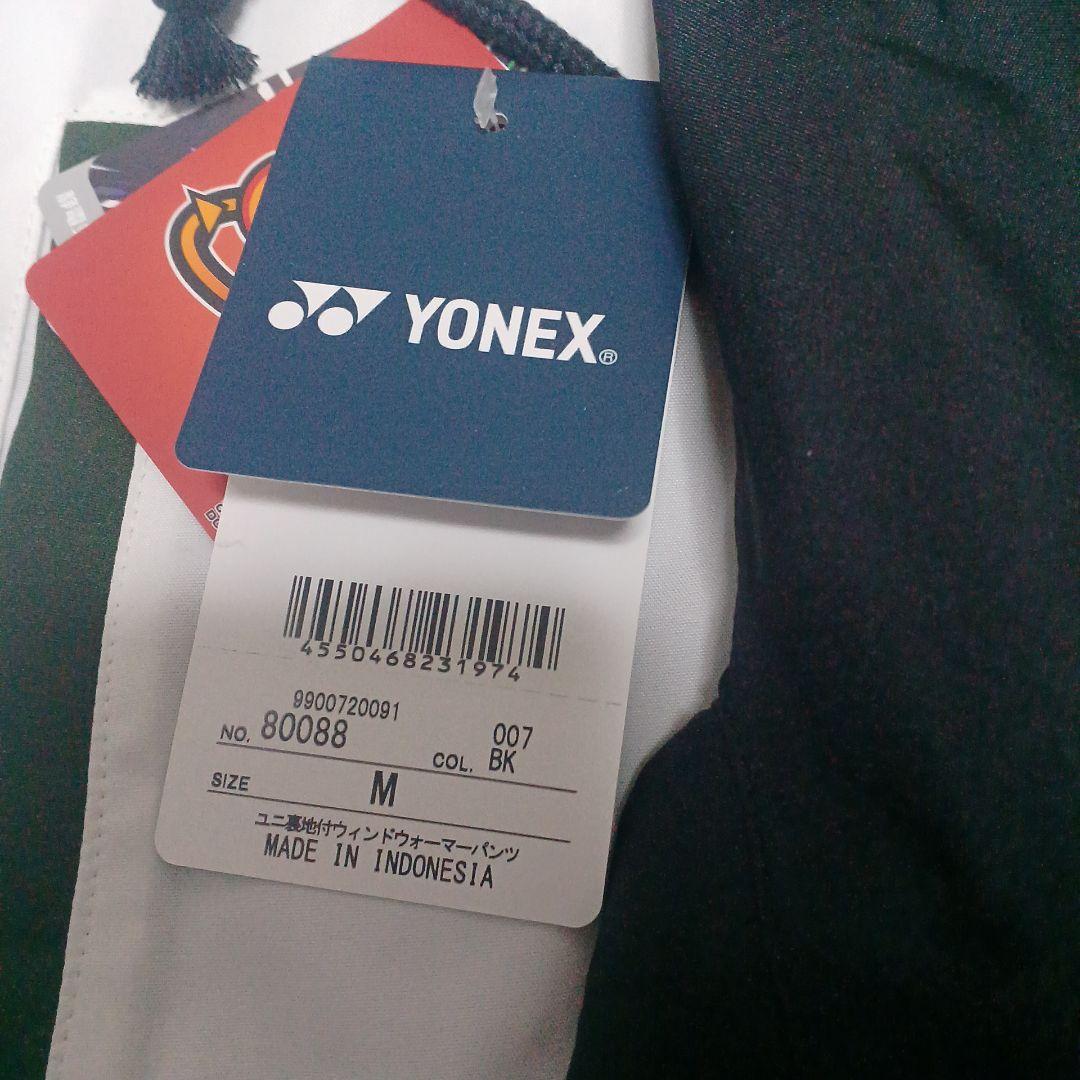 YONEX®
4550468231974
9900720091
NO. 80088
007
COL. BK
SIZE M
ユニ裏地付ウィンドウォーマーパンツ
MADE IN INDONESIA